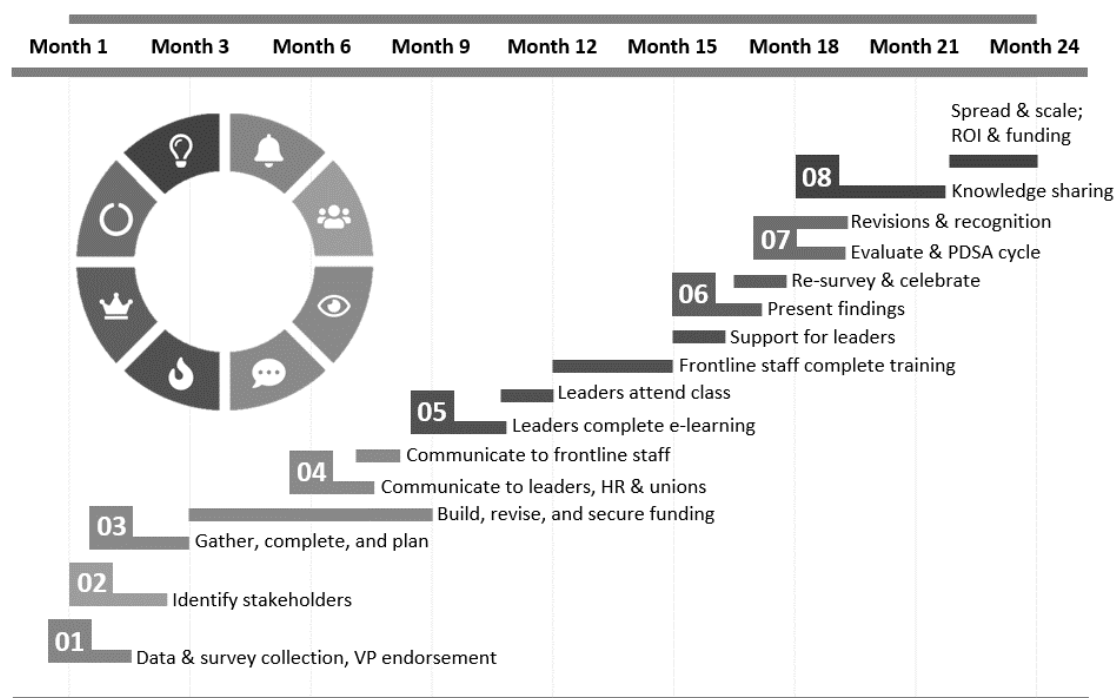 Month 1 Month 3 Month 6 Month 9 Month 12 Month 15 Month 18 Month 21 Month 24
Spread & scale;
ROI & funding
08
Knowledge sharing
Revisions & recognition
07
Evaluate & PDSA cycle
Re-survey & celebrate
06
Present findings
Support for leaders
Frontline staff complete training
Leaders attend class
05
Leaders complete e-learning
Communicate to frontline staff
04
Communicate to leaders, HR & unions
Build, revise, and secure funding
03
Gather, complete, and plan
02
Identify stakeholders
01
Data & survey collection, VP endorsement